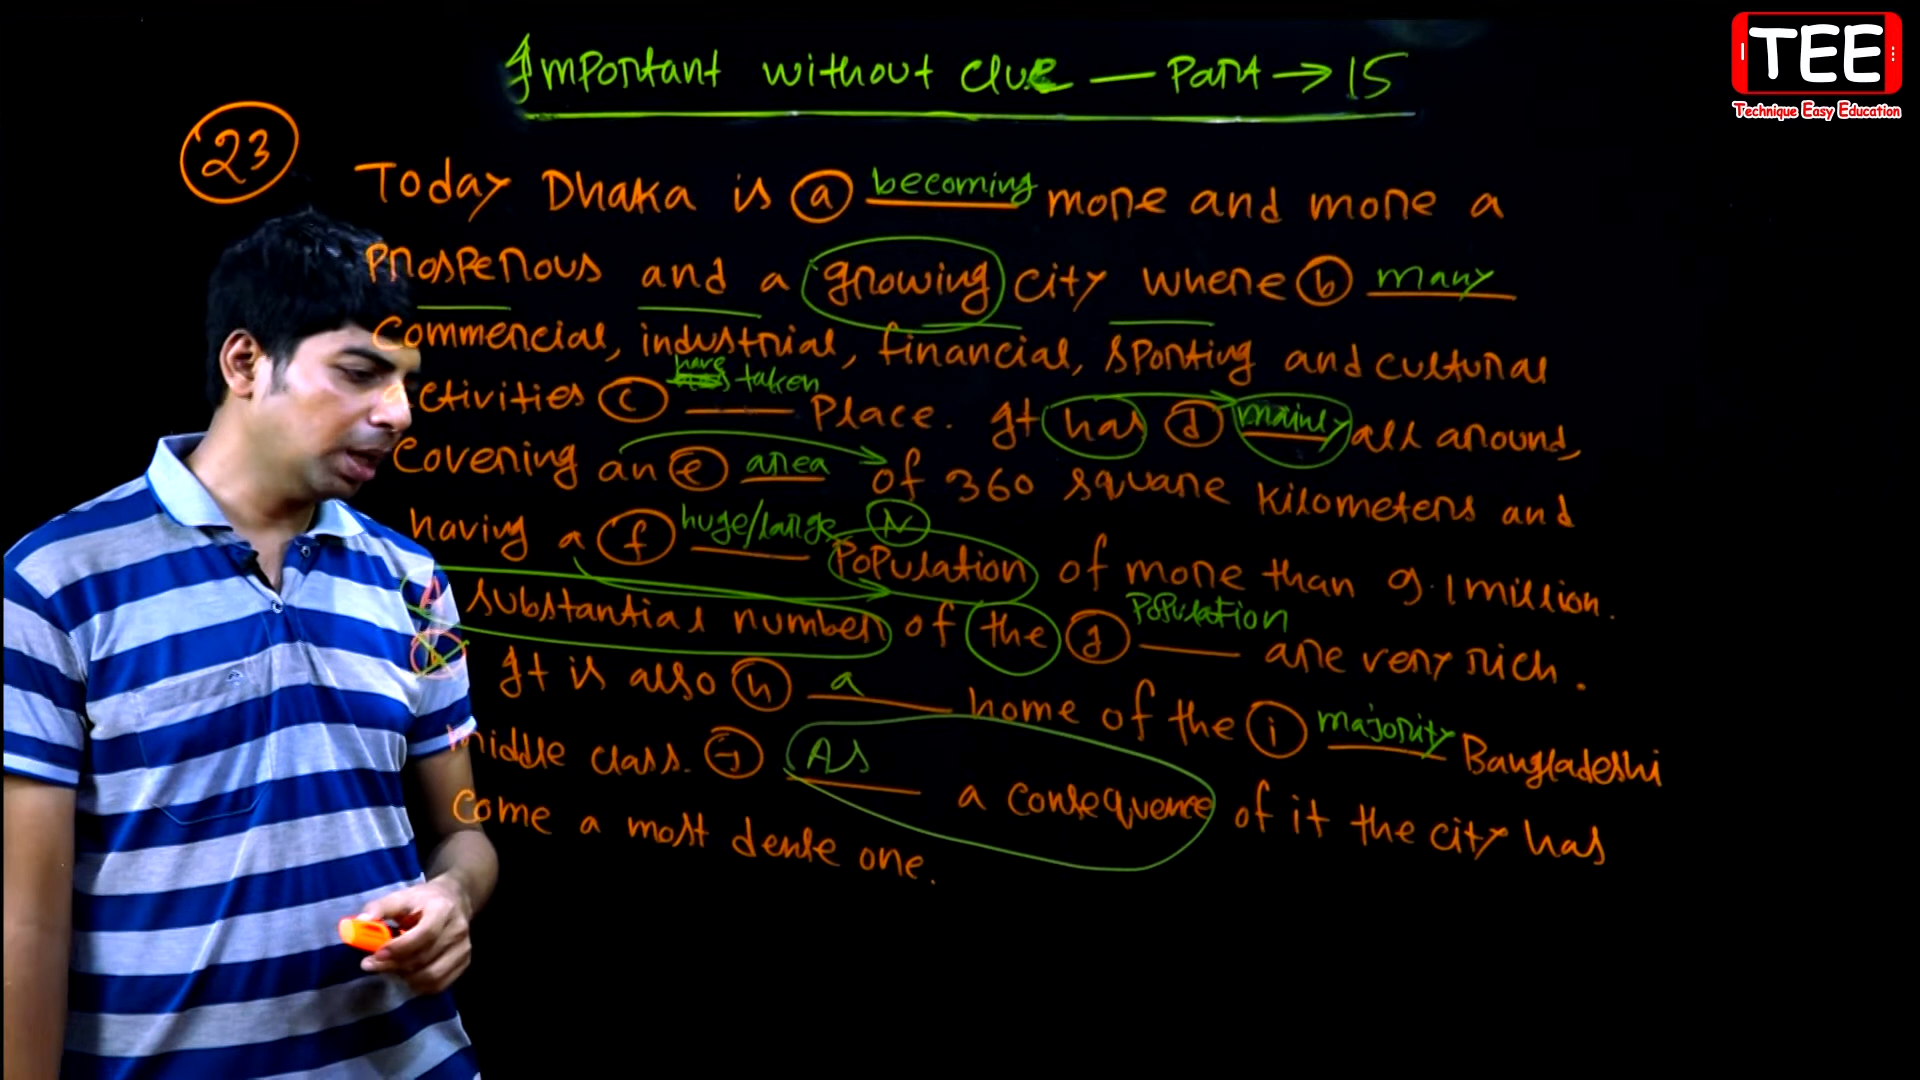 Important without clue — Part → 15
TEE
Technique Easy Education
23
Today Dhaka is (a) becoming more and more a
prosperous and a growing city where (b) many
commercial, industrial, financial, sporting and cultural
activities (c) have taken place. It has (d) mainly all around,
covering an (e) area of 360 square kilometers and
having a (f) huge/large N population of more than 9.1 million.
A substantial number of the (g) population are very rich.
It is also (h) a home of the (i) majority Bangladeshi
middle class. (j) As a consequence of it the city has
come a most dense one.